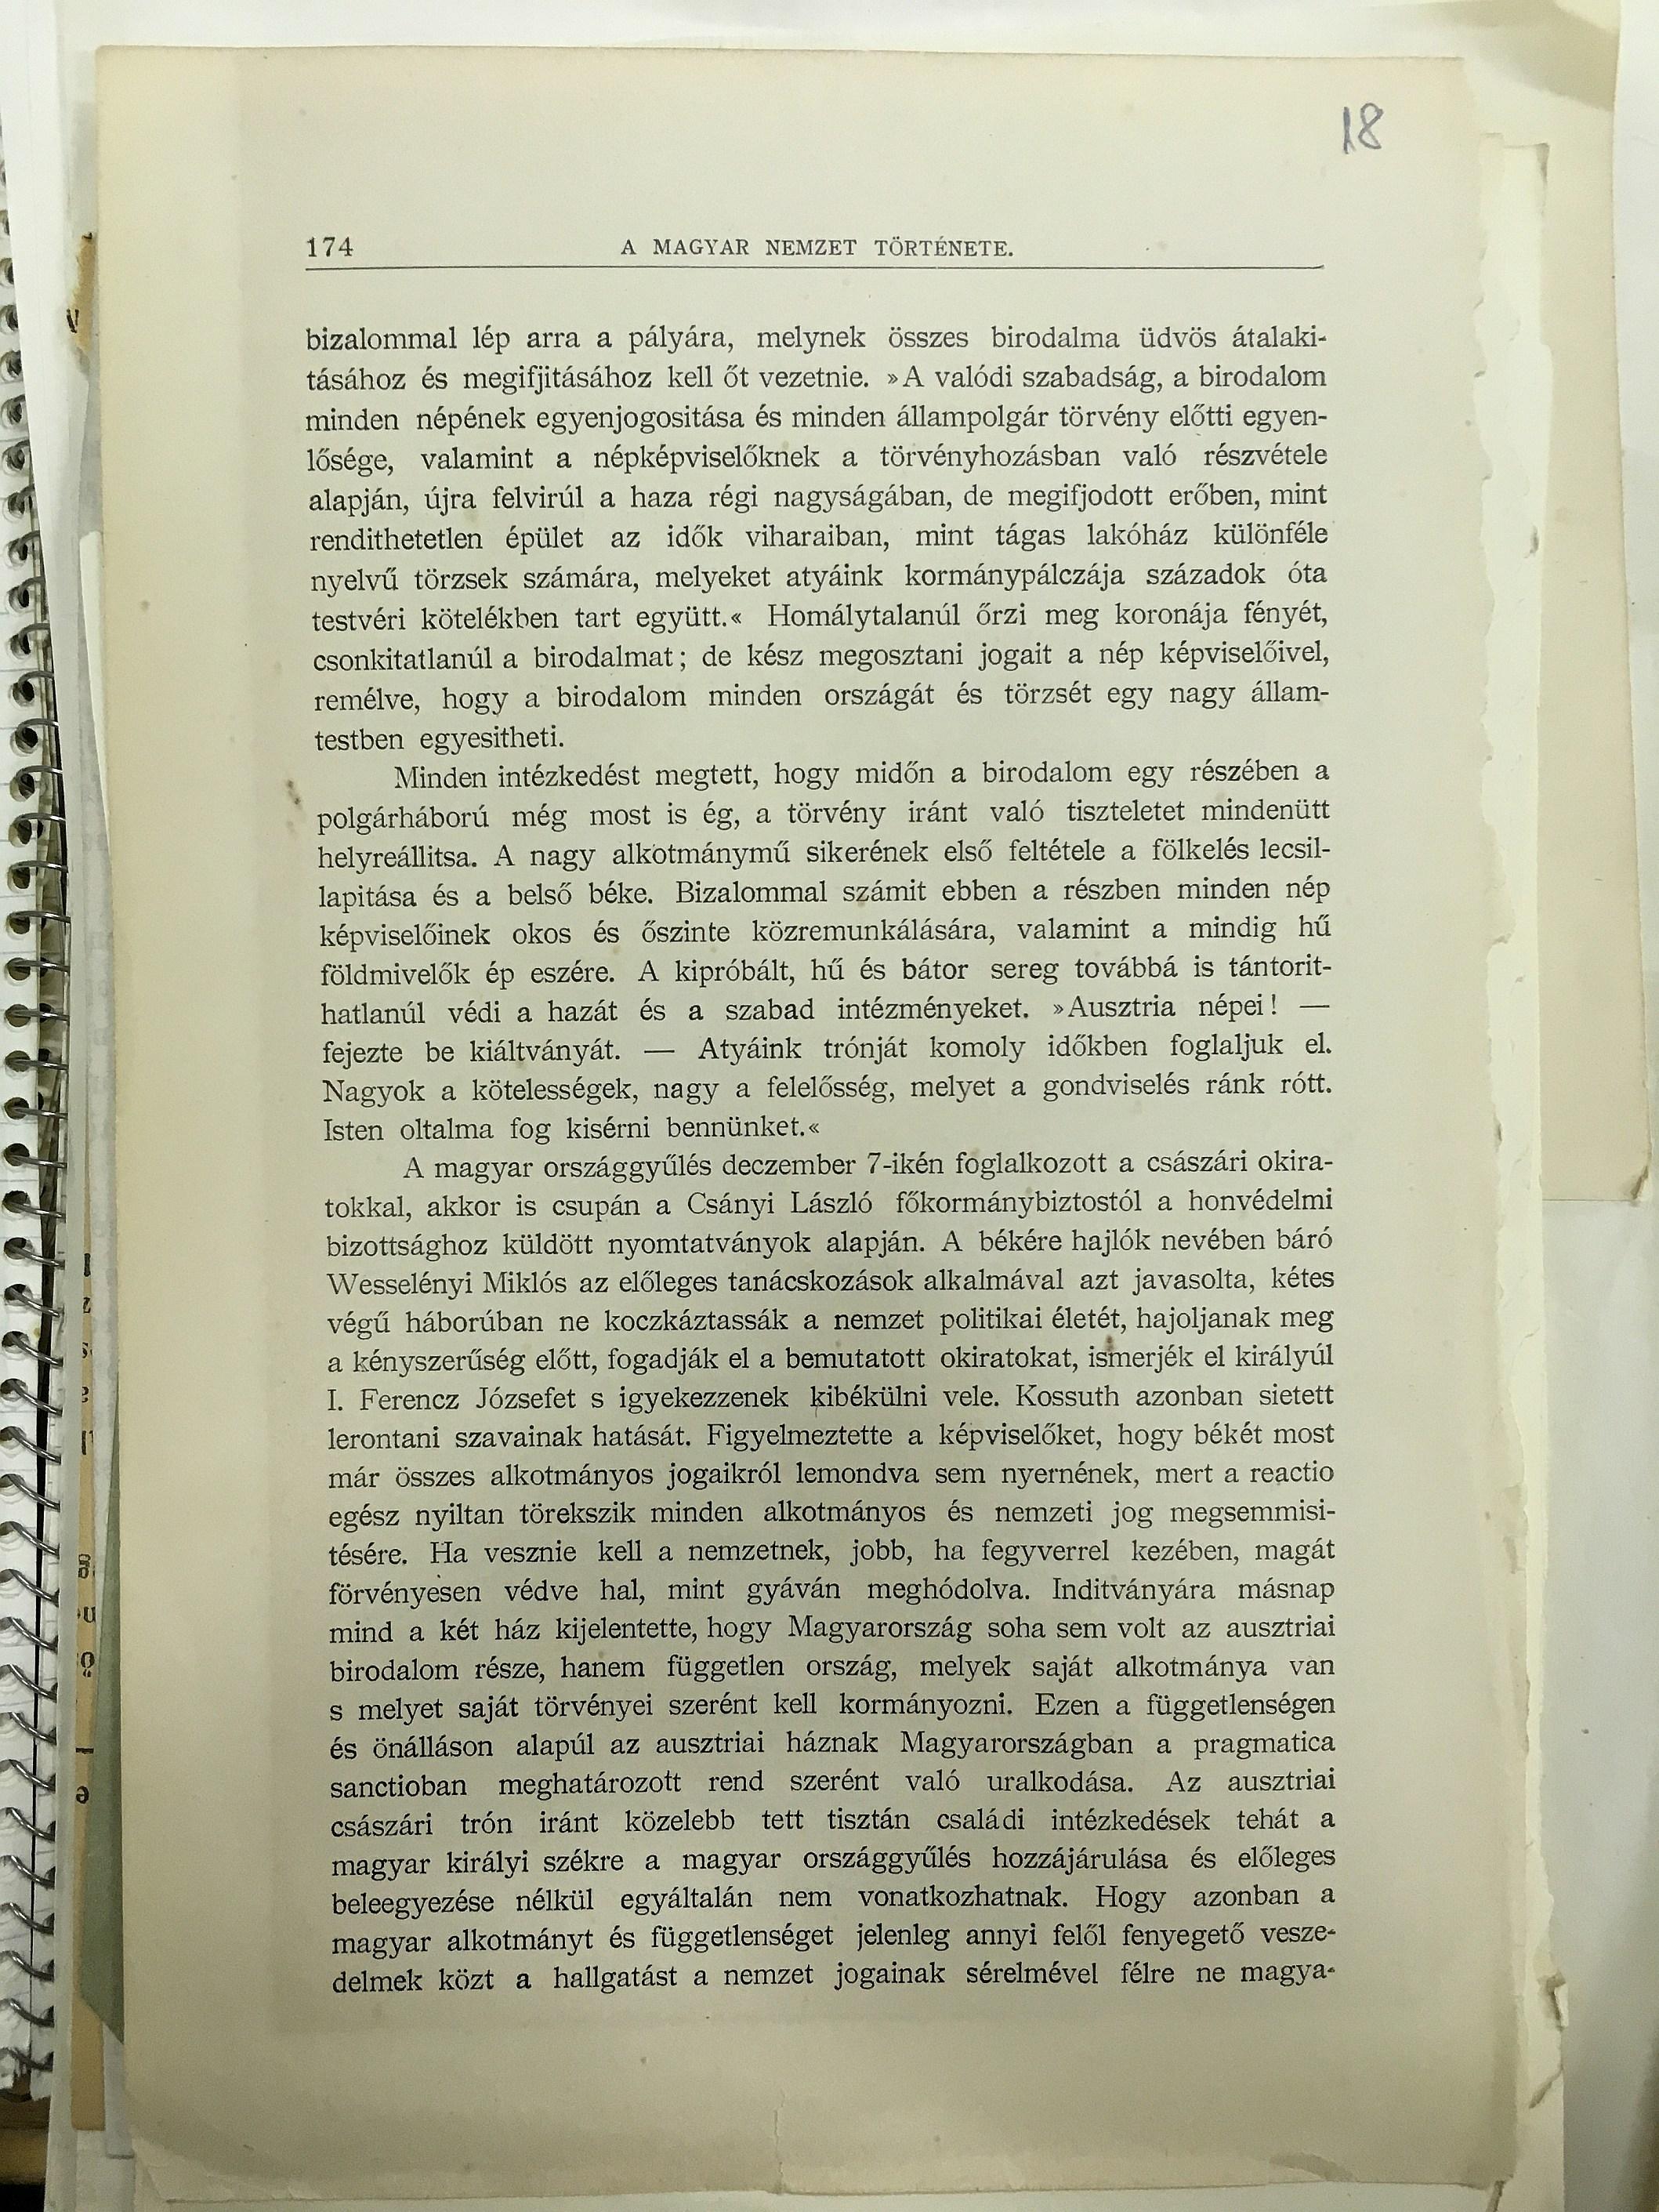 18
174 A MAGYAR NEMZET TÖRTÉNETE.
bizalommal lép arra a pályára, melynek összes birodalma üdvös átalaki-
tásához és megifjitásához kell őt vezetnie. »A valódi szabadság, a birodalom
minden népének egyenjogositása és minden állampolgár törvény előtti egyen-
lősége, valamint a népképviselőknek a törvényhozásban való részvétele
alapján, újra felvirúl a haza régi nagyságában, de megifjodott erőben, mint
rendithetetlen épület az idők viharaiban, mint tágas lakóház különféle
nyelvű törzsek számára, melyeket atyáink kormánypálczája századok óta
testvéri kötelékben tart együtt.« Homálytalanúl őrzi meg koronája fényét,
csonkitatlanúl a birodalmat; de kész megosztani jogait a nép képviselőivel,
remélve, hogy a birodalom minden országát és törzsét egy nagy állam-
testben egyesitheti.
Minden intézkedést megtett, hogy midőn a birodalom egy részében a
polgárháború még most is ég, a törvény iránt való tiszteletet mindenütt
helyreállitsa. A nagy alkotmánymű sikerének első feltétele a fölkelés lecsil-
lapitása és a belső béke. Bizalommal számit ebben a részben minden nép
képviselőinek okos és őszinte közremunkálására, valamint a mindig hű
földmivelők ép eszére. A kipróbált, hű és bátor sereg továbbá is tántorit-
hatlanúl védi a hazát és a szabad intézményeket. »Ausztria népei! —
fejezte be kiáltványát. — Atyáink trónját komoly időkben foglaljuk el.
Nagyok a kötelességek, nagy a felelősség, melyet a gondviselés ránk rótt.
Isten oltalma fog kisérni bennünket.«
A magyar országgyűlés deczember 7-ikén foglalkozott a császári okira-
tokkal, akkor is csupán a Csányi László főkormánybiztostól a honvédelmi
bizottsághoz küldött nyomtatványok alapján. A békére hajlók nevében báró
Wesselényi Miklós az előleges tanácskozások alkalmával azt javasolta, kétes
végű háborúban ne koczkáztassák a nemzet politikai életét, hajoljanak meg
a kényszerűség előtt, fogadják el a bemutatott okiratokat, ismerjék el királyúl
I. Ferencz Józsefet s igyekezzenek kibékülni vele. Kossuth azonban sietett
lerontani szavainak hatását. Figyelmeztette a képviselőket, hogy békét most
már összes alkotmányos jogaikról lemondva sem nyernének, mert a reactio
egész nyiltan törekszik minden alkotmányos és nemzeti jog megsemmisi-
tésére. Ha vesznie kell a nemzetnek, jobb, ha fegyverrel kezében, magát
förvényesen védve hal, mint gyáván meghódolva. Inditványára másnap
mind a két ház kijelentette, hogy Magyarország soha sem volt az ausztriai
birodalom része, hanem független ország, melyek saját alkotmánya van
s melyet saját törvényei szerént kell kormányozni. Ezen a függetlenségen
és önálláson alapúl az ausztriai háznak Magyarországban a pragmatica
sanctioban meghatározott rend szerént való uralkodása. Az ausztriai
császári trón iránt közelebb tett tisztán családi intézkedések tehát a
magyar királyi székre a magyar országgyűlés hozzájárulása és előleges
beleegyezése nélkül egyáltalán nem vonatkozhatnak. Hogy azonban a
magyar alkotmányt és függetlenséget jelenleg annyi felől fenyegető vesze-
delmek közt a hallgatást a nemzet jogainak sérelmével félre ne magya-